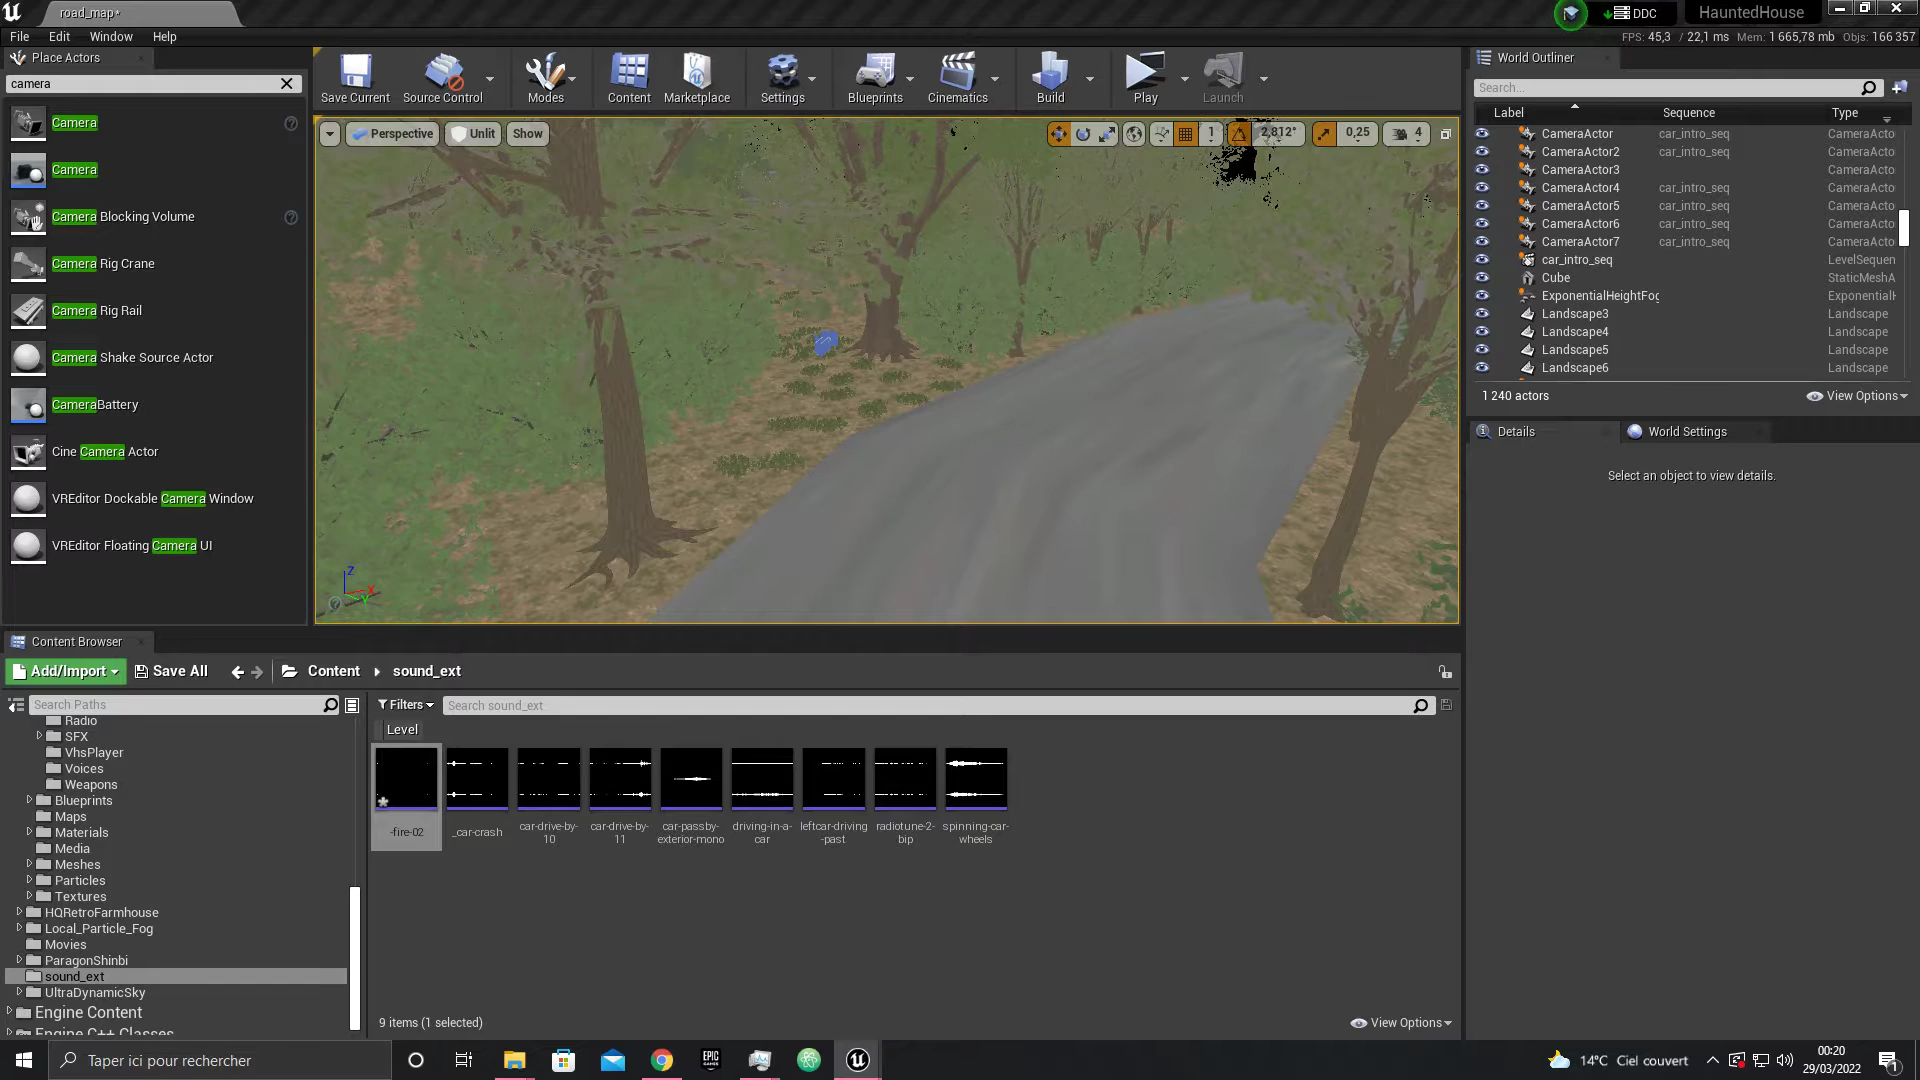 road_map*
DDC
HauntedHouse
File Edit Window Help
FPS: 45,3 / 22,1 ms Mem: 1 665,78 mb Objs: 166 357
Place Actors
camera
Camera
Camera
Camera Blocking Volume
Camera Rig Crane
Camera Rig Rail
Camera Shake Source Actor
CameraBattery
Cine Camera Actor
VREditor Dockable Camera Window
VREditor Floating Camera UI
Save Current Source Control Modes Content Marketplace Settings Blueprints Cinematics Build Play Launch
Perspective Unlit Show
1 2,812° 0,25 4
Z X Y
World Outliner
Search...
Label Sequence Type
CameraActor car_intro_seq CameraActo
CameraActor2 car_intro_seq CameraActo
CameraActor3 CameraActo
CameraActor4 car_intro_seq CameraActo
CameraActor5 car_intro_seq CameraActo
CameraActor6 car_intro_seq CameraActo
CameraActor7 car_intro_seq CameraActo
car_intro_seq LevelSequen
Cube StaticMeshA
ExponentialHeightFog Exponential
Landscape3 Landscape
Landscape4 Landscape
Landscape5 Landscape
Landscape6 Landscape
1 240 actors View Options
Details World Settings
Select an object to view details.
Content Browser
Add/Import Save All Content sound_ext
Search Paths
Radio
SFX
VhsPlayer
Voices
Weapons
Blueprints
Maps
Materials
Media
Meshes
Particles
Textures
HQRetroFarmhouse
Local_Particle_Fog
Movies
ParagonShinbi
sound_ext
UltraDynamicSky
Engine Content
Engine C++ Classes
Filters Search sound_ext
Level
-fire-02
_car-crash
car-drive-by-10
car-drive-by-11
car-passby-exterior-mono
driving-in-a-car
leftcar-driving-past
radiotune-2-bip
spinning-car-wheels
9 items (1 selected) View Options
Taper ici pour rechercher
EPIC GAMES
14°C Ciel couvert
00:20
29/03/2022
1